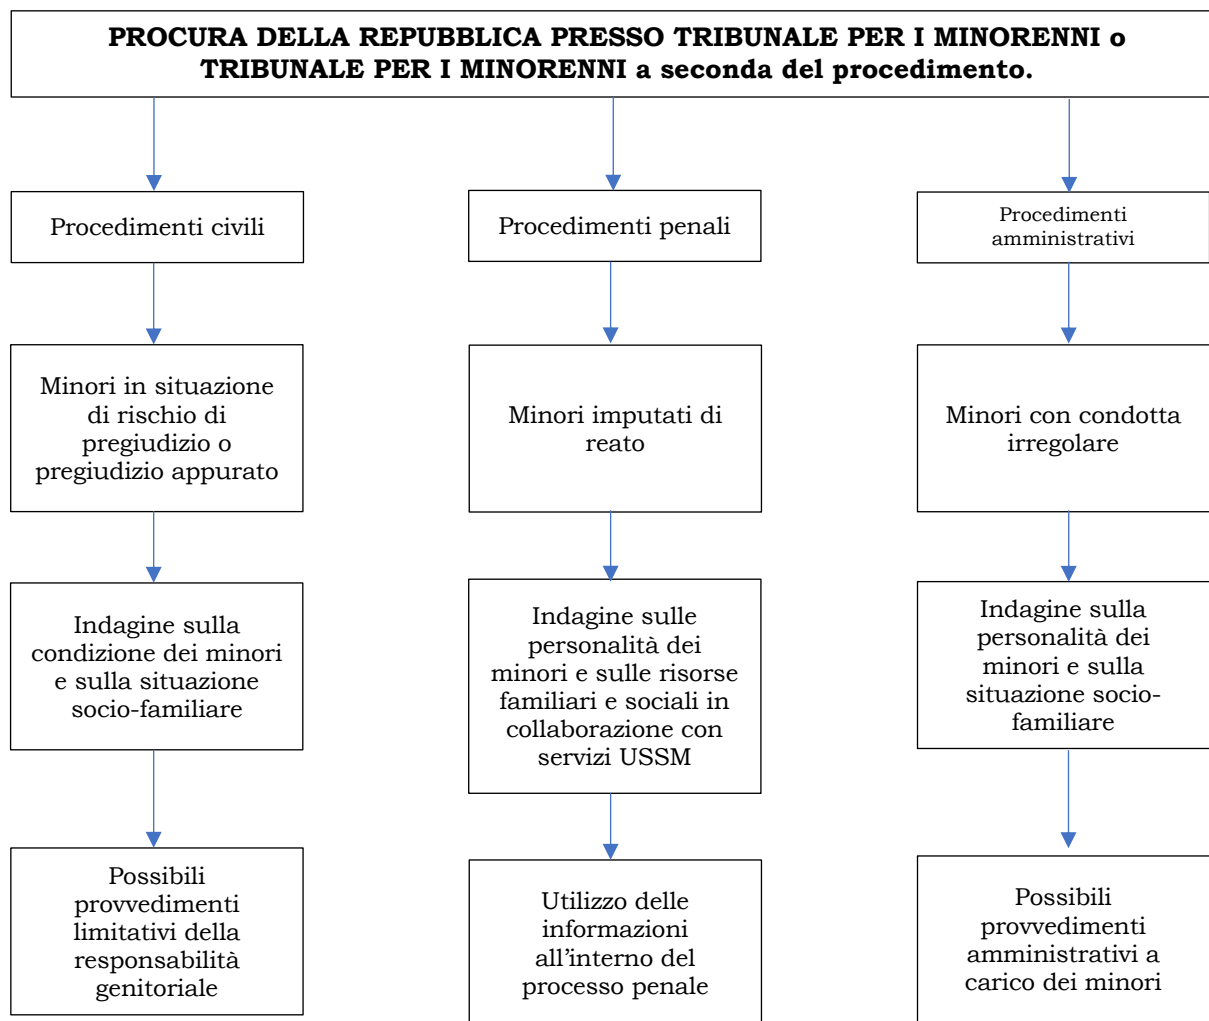 PROCURA DELLA REPUBBLICA PRESSO TRIBUNALE PER I MINORENNI o
TRIBUNALE PER I MINORENNI a seconda del procedimento.
Procedimenti civili
Minori in situazione
di rischio di
pregiudizio o
pregiudizio appurato
Indagine sulla
condizione dei minori
e sulla situazione
socio-familiare
Possibili
provvedimenti
limitativi della
responsabilità
genitoriale
Procedimenti penali
Minori imputati di
reato
Indagine sulle
personalità dei
minori e sulle risorse
familiari e sociali in
collaborazione con
servizi USSM
Utilizzo delle
informazioni
all’interno del
processo penale
Procedimenti
amministrativi
Minori con condotta
irregolare
Indagine sulla
personalità dei
minori e sulla
situazione socio-
familiare
Possibili
provvedimenti
amministrativi a
carico dei minori